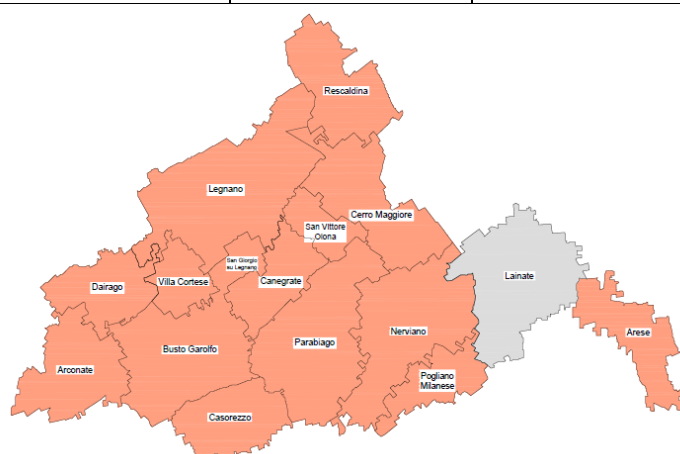 Rescaldina
Legnano
Cerro Maggiore
San Vittore
Olona
San Giorgio
su Legnano
Lainate
Dairago
Villa Cortese
Canegrate
Nerviano
Arese
Parabiago
Busto Garolfo
Arconate
Pogliano
Milanese
Casorezzo